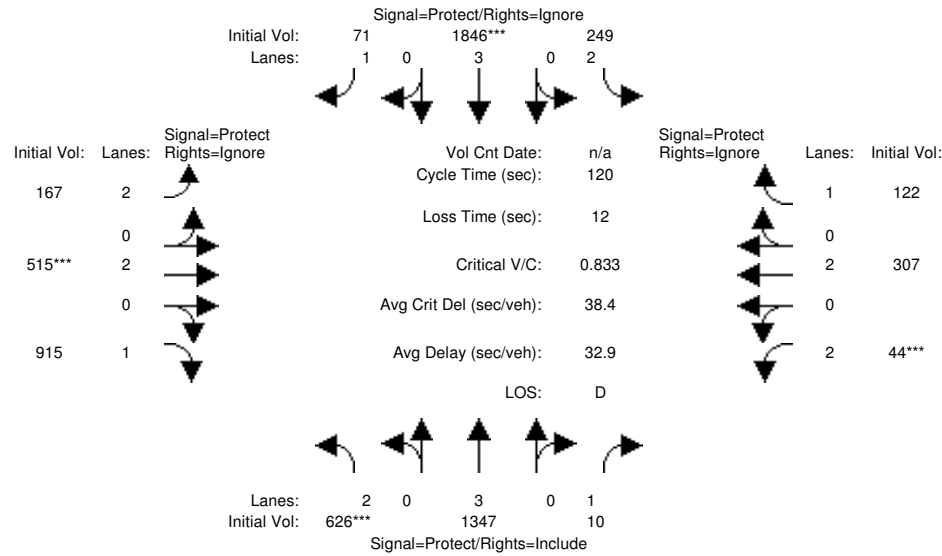 Signal=Protect/Rights=Ignore
Initial Vol: 71 1846*** 249
Lanes: 1 0 3 0 2
Signal=Protect Signal=Protect
Initial Vol: Lanes: Rights=Ignore Vol Cnt Date: n/a Rights=Ignore Lanes: Initial Vol:
Cycle Time (sec): 120
167 2 1 122
Loss Time (sec): 12
0 0
515*** 2 Critical V/C: 0.833 2 307
0 Avg Crit Del (sec/veh): 38.4 0
915 1 Avg Delay (sec/veh): 32.9 2 44***
LOS: D
Lanes: 2 0 3 0 1
Initial Vol: 626*** 1347 10
Signal=Protect/Rights=Include